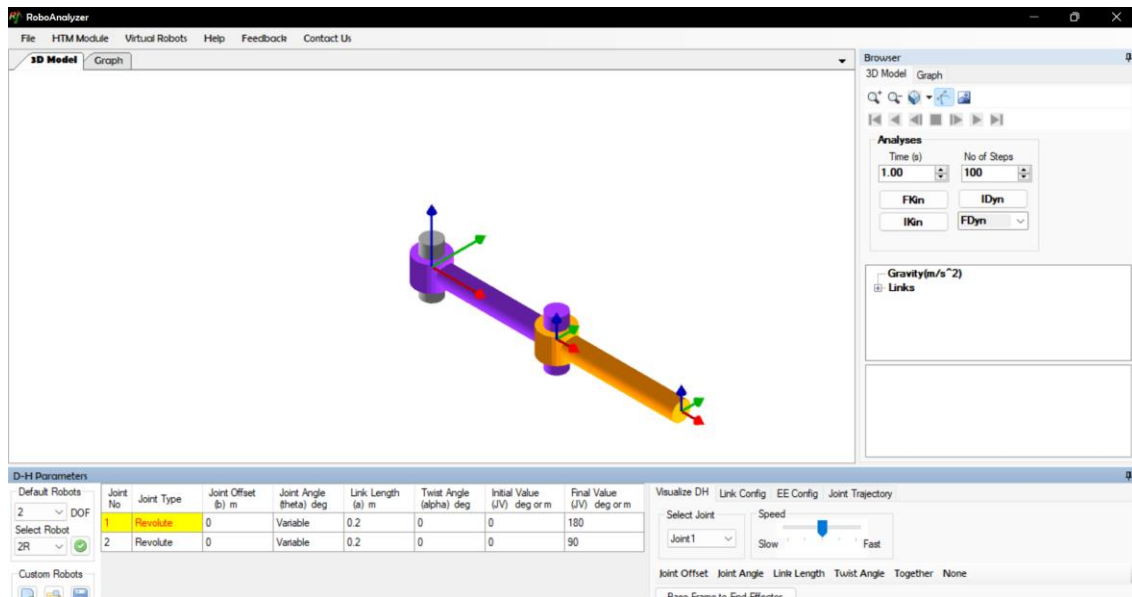 RoboAnalyzer
File HTM Module Virtual Robots Help Feedback Contact Us
3D Model Graph
Browser
3D Model Graph
Analyses
Time (s) No of Steps
1.00 100
FKin IDyn
IKin FDyn
Gravity(m/s^2)
Links
D-H Parameters
Default Robots
2 DOF
Select Robot
2R
Custom Robots
Joint No Joint Type Joint Offset (b) m Joint Angle (theta) deg Link Length (a) m Twist Angle (alpha) deg Initial Value (JV) deg or m Final Value (JV) deg or m
1 Revolute 0 Variable 0.2 0 0 180
2 Revolute 0 Variable 0.2 0 0 90
Visualize DH Link Config EE Config Joint Trajectory
Select Joint Speed
Joint1 Slow Fast
Joint Offset Joint Angle Link Length Twist Angle Together None
Base Frame to End Effector